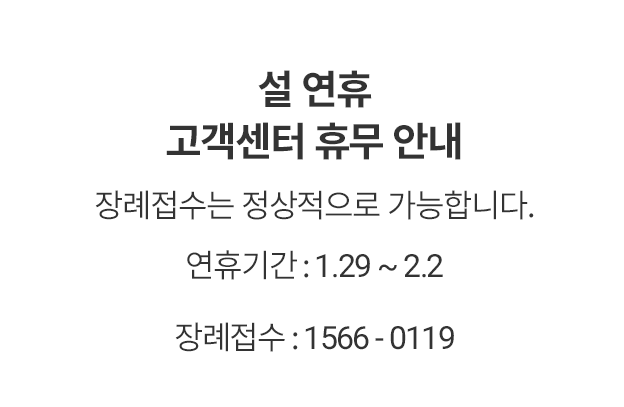 설 연휴
고객센터 휴무 안내
장례접수는 정상적으로 가능합니다.
연휴기간 : 1.29 ~ 2.2
장례접수 : 1566 - 0119